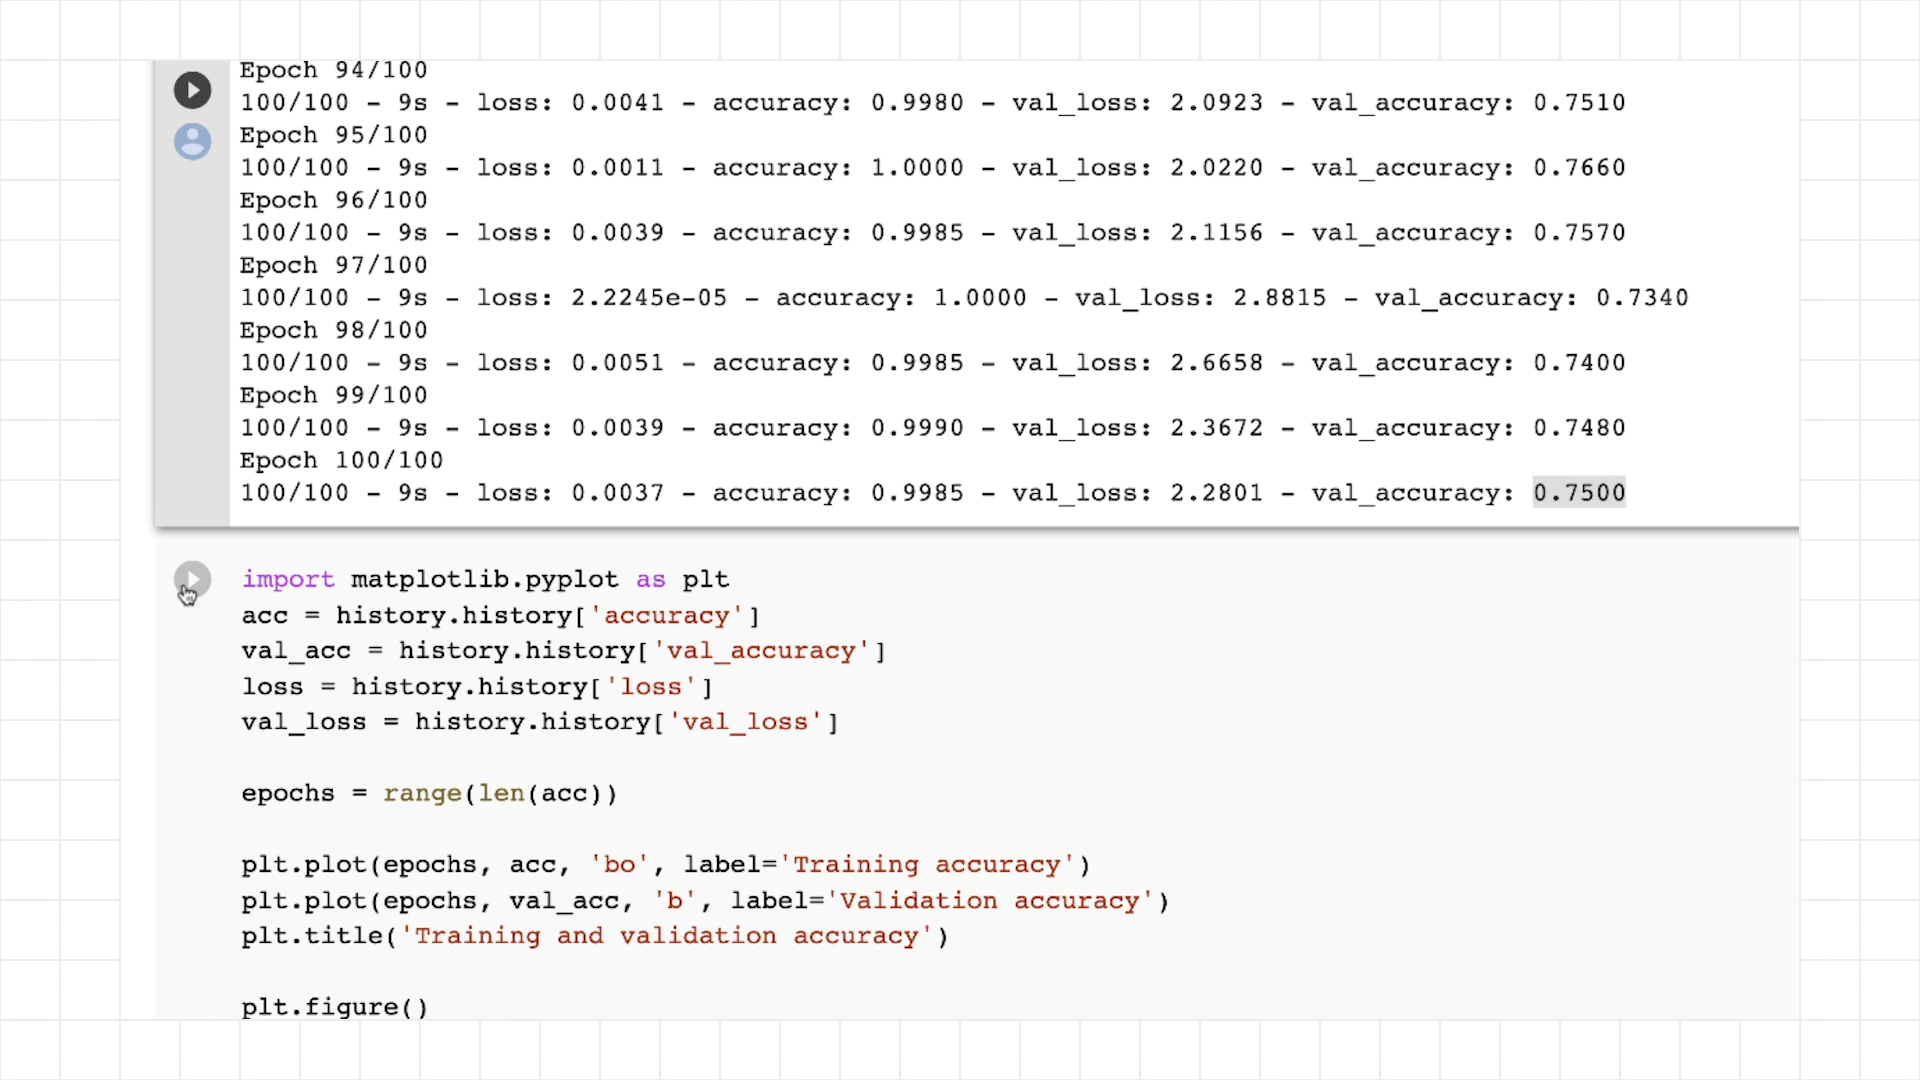 Epoch 94/100
100/100 - 9s - loss: 0.0041 - accuracy: 0.9980 - val_loss: 2.0923 - val_accuracy: 0.7510
Epoch 95/100
100/100 - 9s - loss: 0.0011 - accuracy: 1.0000 - val_loss: 2.0220 - val_accuracy: 0.7660
Epoch 96/100
100/100 - 9s - loss: 0.0039 - accuracy: 0.9985 - val_loss: 2.1156 - val_accuracy: 0.7570
Epoch 97/100
100/100 - 9s - loss: 2.2245e-05 - accuracy: 1.0000 - val_loss: 2.8815 - val_accuracy: 0.7340
Epoch 98/100
100/100 - 9s - loss: 0.0051 - accuracy: 0.9985 - val_loss: 2.6658 - val_accuracy: 0.7400
Epoch 99/100
100/100 - 9s - loss: 0.0039 - accuracy: 0.9990 - val_loss: 2.3672 - val_accuracy: 0.7480
Epoch 100/100
100/100 - 9s - loss: 0.0037 - accuracy: 0.9985 - val_loss: 2.2801 - val_accuracy: 0.7500
import matplotlib.pyplot as plt
acc = history.history['accuracy']
val_acc = history.history['val_accuracy']
loss = history.history['loss']
val_loss = history.history['val_loss']
epochs = range(len(acc))
plt.plot(epochs, acc, 'bo', label='Training accuracy')
plt.plot(epochs, val_acc, 'b', label='Validation accuracy')
plt.title('Training and validation accuracy')
plt.figure()